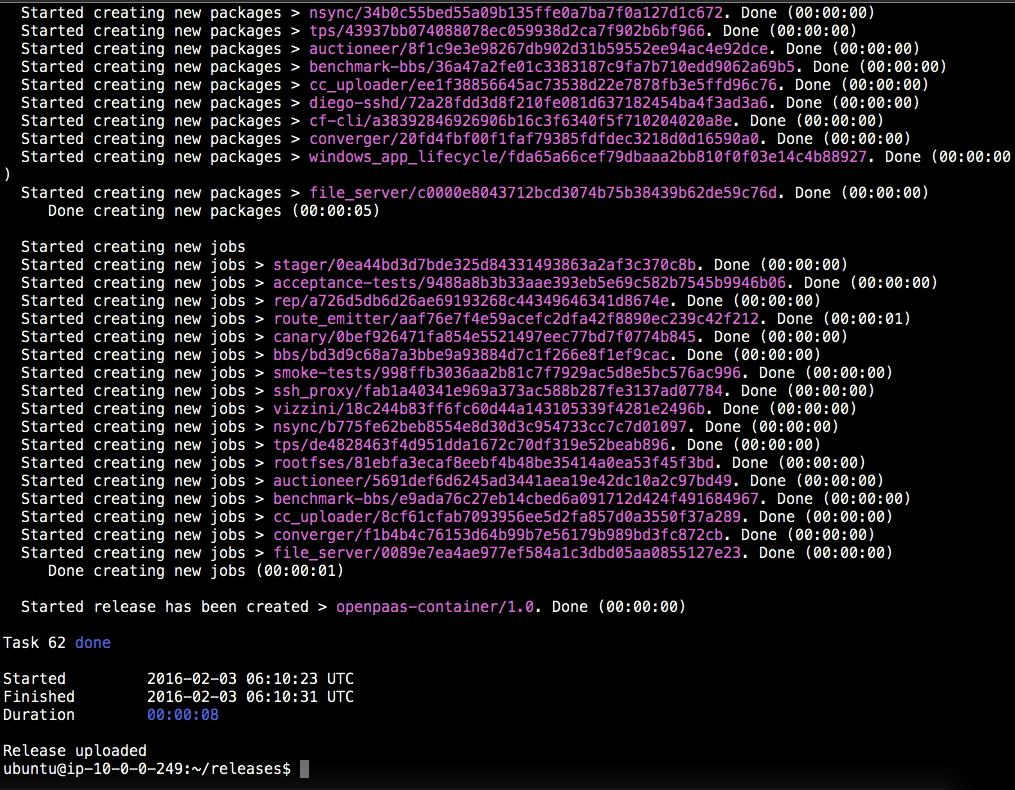 Started creating new packages > nsync/34b0c55bed55a09b135ffe0a7ba7f0a127d1c672. Done (00:00:00)
Started creating new packages > tps/43937bb074088078ec059938d2ca7f902b6bf966. Done (00:00:00)
Started creating new packages > auctioneer/8f1c9e3e98267db902d31b59552ee94ac4e92dce. Done (00:00:00)
Started creating new packages > benchmark-bbs/36a47a2fe01c3383187c9fa7b710edd9062a69b5. Done (00:00:00)
Started creating new packages > cc_uploader/ee1f38856645ac73538d22e7878fb3e5ffd96c76. Done (00:00:00)
Started creating new packages > diego-sshd/72a28fdd3d8f210fe081d637182454ba4f3ad3a6. Done (00:00:00)
Started creating new packages > cf-cli/a38392846926906b16c3f6340f5f710204020a8e. Done (00:00:00)
Started creating new packages > converger/20fd4fbf00f1faf79385fdfdec3218d0d16590a0. Done (00:00:00)
Started creating new packages > windows_app_lifecycle/fda65a66cef79dbaaa2bb810f0f03e14c4b88927. Done (00:00:00
)
Started creating new packages > file_server/c0000e8043712bcd3074b75b38439b62de59c76d. Done (00:00:00)
Done creating new packages (00:00:05)
Started creating new jobs
Started creating new jobs > stager/0ea44bd3d7bde325d84331493863a2af3c370c8b. Done (00:00:00)
Started creating new jobs > acceptance-tests/9488a8b3b33aae393eb5e69c582b7545b9946b06. Done (00:00:00)
Started creating new jobs > rep/a726d5db6d26ae69193268c44349646341d8674e. Done (00:00:00)
Started creating new jobs > route_emitter/aaf76e7f4e59acefc2dfa42f8890ec239c42f212. Done (00:00:01)
Started creating new jobs > canary/0bef926471fa854e5521497eec77bd7f0774b845. Done (00:00:00)
Started creating new jobs > bbs/bd3d9c68a7a3bbe9a93884d7c1f266e8f1ef9cac. Done (00:00:00)
Started creating new jobs > smoke-tests/998ffb3036aa2b81c7f7929ac5d8e5bc576ac996. Done (00:00:00)
Started creating new jobs > ssh_proxy/fab1a40341e969a373ac588b287fe3137ad07784. Done (00:00:00)
Started creating new jobs > vizzini/18c244b83ff6fc60d44a143105339f4281e2496b. Done (00:00:00)
Started creating new jobs > nsync/b775fe62beb8554e8d30d3c954733cc7c7d01097. Done (00:00:00)
Started creating new jobs > tps/de4828463f4d951dda1672c70df319e52beab896. Done (00:00:00)
Started creating new jobs > rootfses/81ebfa3ecaf8eebf4b48be35414a0ea53f45f3bd. Done (00:00:00)
Started creating new jobs > auctioneer/5691def6d6245ad3441aea19e42dc10a2c97bd49. Done (00:00:00)
Started creating new jobs > benchmark-bbs/e9ada76c27eb14cbed6a091712d424f491684967. Done (00:00:00)
Started creating new jobs > cc_uploader/8cf61cfab7093956ee5d2fa857d0a3550f37a289. Done (00:00:00)
Started creating new jobs > converger/f1b4b4c76153d64b99b7e56179b989bd3fc872cb. Done (00:00:00)
Started creating new jobs > file_server/0089e7ea4ae977ef584a1c3dbd05aa0855127e23. Done (00:00:00)
Done creating new jobs (00:00:01)
Started release has been created > openpaas-container/1.0. Done (00:00:00)
Task 62 done
Started 2016-02-03 06:10:23 UTC
Finished 2016-02-03 06:10:31 UTC
Duration 00:00:08
Release uploaded
ubuntu@ip-10-0-0-249:~/releases$